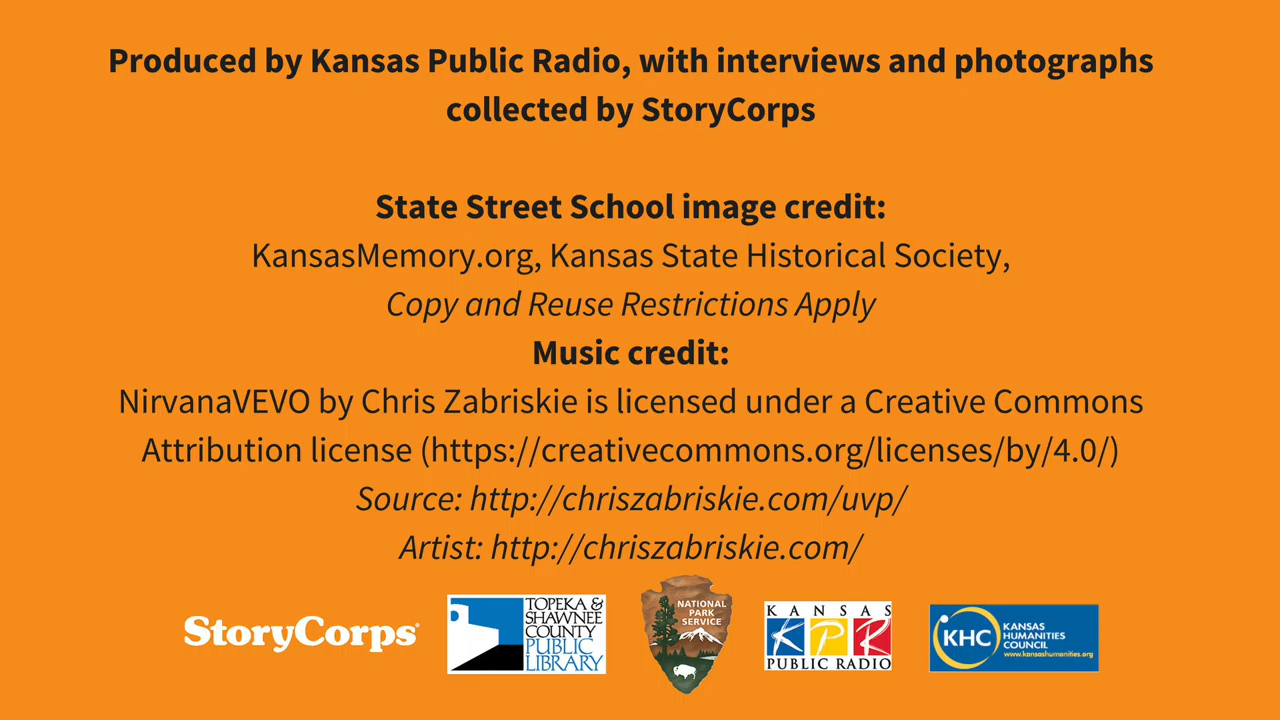 Produced by Kansas Public Radio, with interviews and photographs
collected by StoryCorps
State Street School image credit:
KansasMemory.org, Kansas State Historical Society,
Copy and Reuse Restrictions Apply
Music credit:
NirvanaVEVO by Chris Zabriskie is licensed under a Creative Commons
Attribution license (https://creativecommons.org/licenses/by/4.0/)
Source: http://chriszabriskie.com/uvp/
Artist: http://chriszabriskie.com/
StoryCorps
TOPEKA &
SHAWNEE
COUNTY
PUBLIC
LIBRARY
NATIONAL
PARK
SERVICE
KANSAS
KPR
PUBLIC RADIO
KHC
KANSAS
HUMANITIES
COUNCIL
www.kansashumanities.org